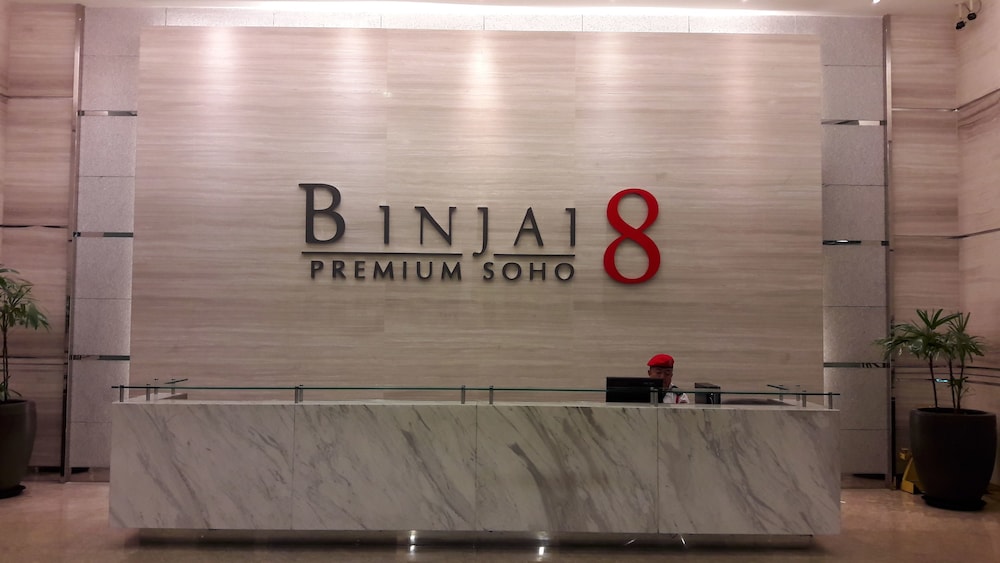 BINJAI 8
PREMIUM SOHO